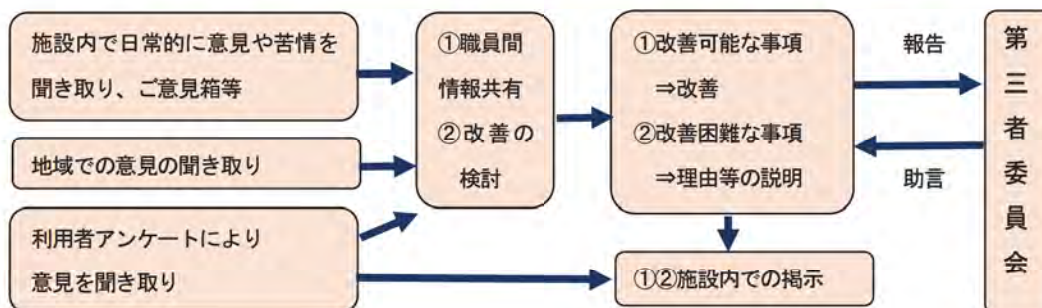 施設内で日常的に意見や苦情を
聞き取り、ご意見箱等
地域での意見の聞き取り
利用者アンケートにより
意見を聞き取り
①職員間
情報共有
②改善の
検討
①改善可能な事項
⇒改善
②改善困難な事項
⇒理由等の説明
①②施設内での掲示
報告
助言
第三者委員会